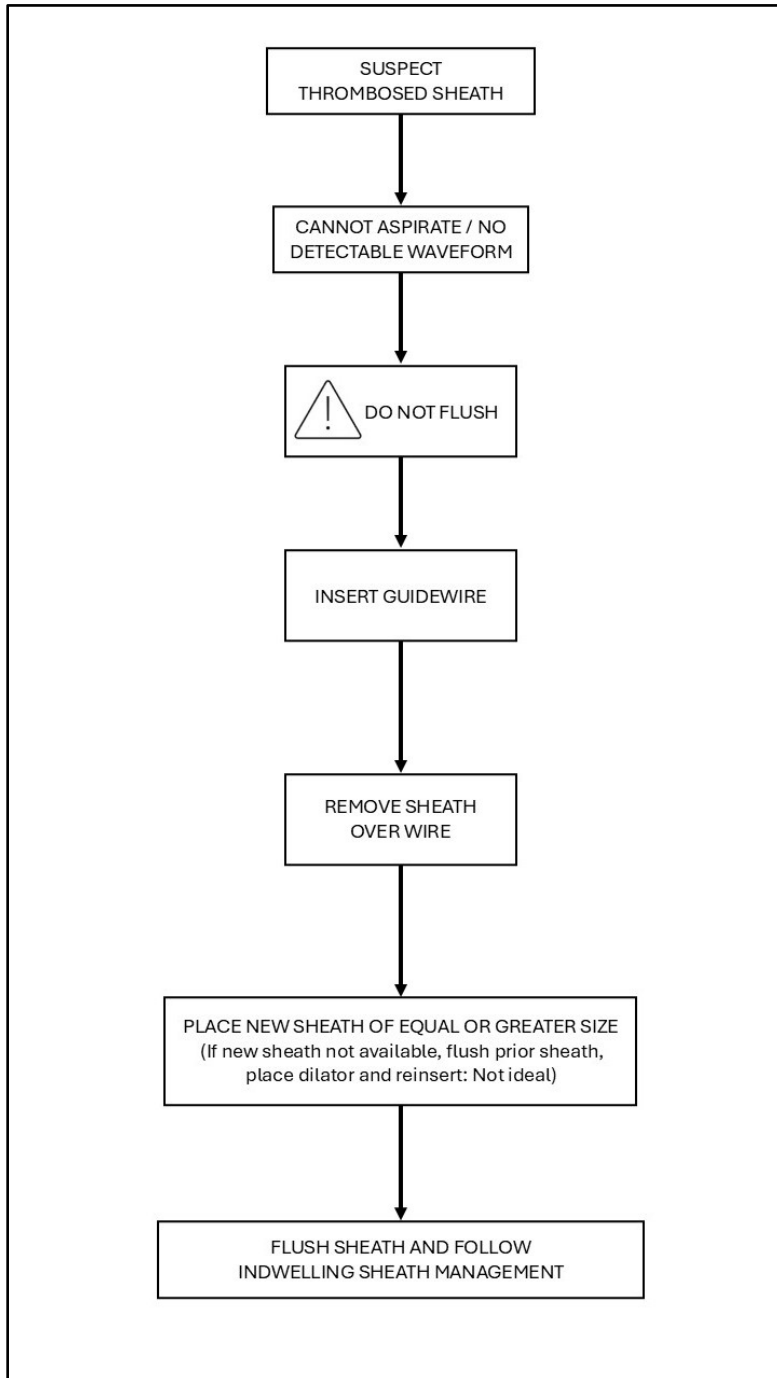 SUSPECT
THROMBOSED SHEATH
CANNOT ASPIRATE / NO
DETECTABLE WAVEFORM
DO NOT FLUSH
INSERT GUIDEWIRE
REMOVE SHEATH
OVER WIRE
PLACE NEW SHEATH OF EQUAL OR GREATER SIZE
(If new sheath not available, flush prior sheath,
place dilator and reinsert: Not ideal)
FLUSH SHEATH AND FOLLOW
INDWELLING SHEATH MANAGEMENT